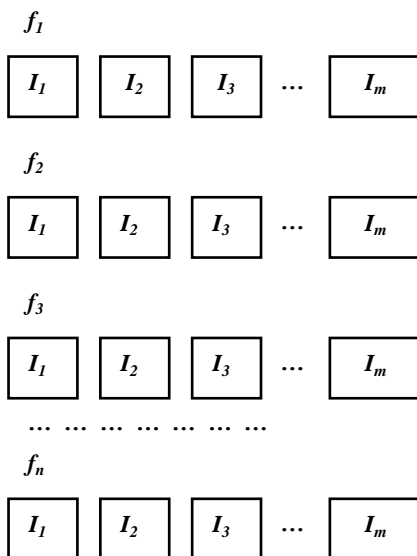 f₁
I₁ I₂ I₃ ... Iₘ
f₂
I₁ I₂ I₃ ... Iₘ
f₃
I₁ I₂ I₃ ... Iₘ
... ... ... ... ... ... ...
fₙ
I₁ I₂ I₃ ... Iₘ